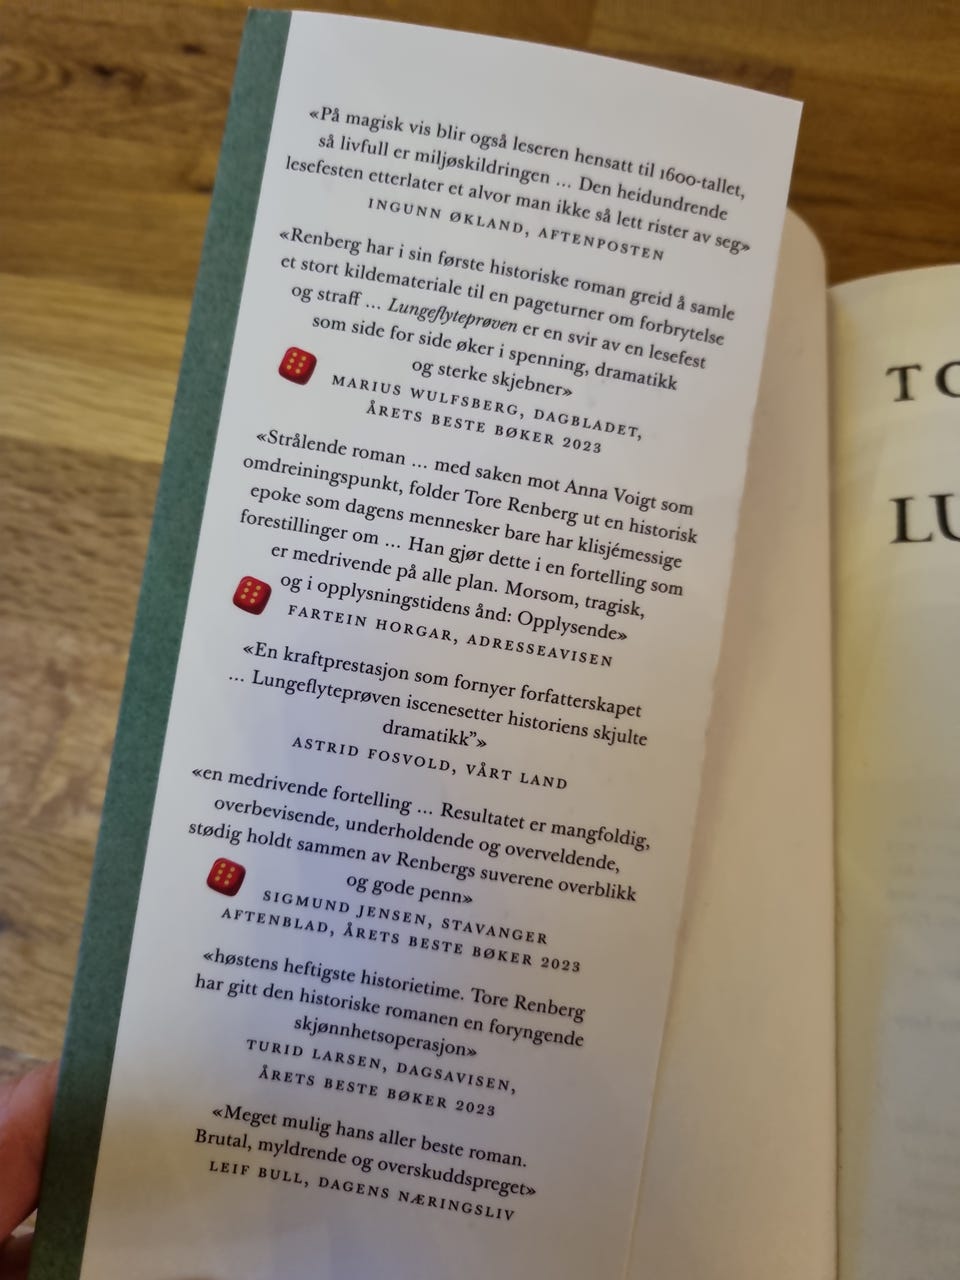 «På magisk vis blir også leseren hensatt til 1600-tallet,
så livfull er miljøskildringen … Den heidundrende
lesefesten etterlater et alvor man ikke så lett rister av seg»
INGUNN ØKLAND, AFTENPOSTEN
«Renberg har i sin første historiske roman greid å samle
et stort kildemateriale til en pageturner om forbrytelse
og straff … Lungeflyteprøven er en svir av en lesefest
som side for side øker i spenning, dramatikk
og sterke skjebner»
MARIUS WULFSBERG, DAGBLADET,
ÅRETS BESTE BØKER 2023
«Strålende roman … med saken mot Anna Voigt som
omdreiningspunkt, folder Tore Renberg ut en historisk
epoke som dagens mennesker bare har klisjémessige
forestillinger om … Han gjør dette i en fortelling som
er medrivende på alle plan. Morsom, tragisk,
og i opplysningstidens ånd: Opplysende»
FARTEIN HORGAR, ADRESSEAVISEN
«En kraftprestasjon som fornyer forfatterskapet
… Lungeflyteprøven iscenesetter historiens skjulte
dramatikk”»
ASTRID FOSVOLD, VÅRT LAND
«en medrivende fortelling … Resultatet er mangfoldig,
overbevisende, underholdende og overveldende,
stødig holdt sammen av Renbergs suverene overblikk
og gode penn»
SIGMUND JENSEN, STAVANGER
AFTENBLAD, ÅRETS BESTE BØKER 2023
«høstens heftigste historietime. Tore Renberg
har gitt den historiske romanen en foryngende
skjønnhetsoperasjon»
TURID LARSEN, DAGSAVISEN,
ÅRETS BESTE BØKER 2023
«Meget mulig hans aller beste roman.
Brutal, myldrende og overskuddspreget»
LEIF BULL, DAGENS NÆRINGSLIV
TO
LU